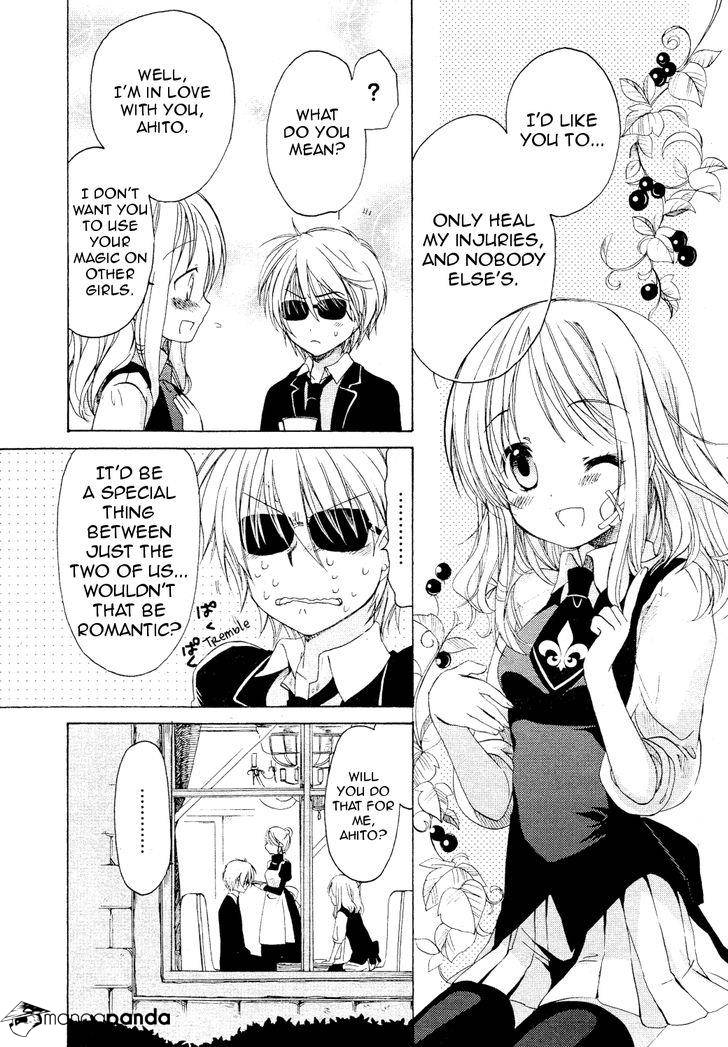 I'D LIKE
YOU TO...
ONLY HEAL
MY INJURIES,
AND NOBODY
ELSE'S.
?
WHAT
DO YOU
MEAN?
WELL,
I'M IN LOVE
WITH YOU,
AHITO.
I DON'T
WANT YOU
TO USE
YOUR
MAGIC ON
OTHER
GIRLS.
..........
IT'D BE
A SPECIAL
THING
BETWEEN
JUST THE
TWO OF US...
WOULDN'T
THAT BE
ROMANTIC?
Tremble
WILL
YOU DO
THAT FOR
ME,
AHITO?
..........
mangapanda